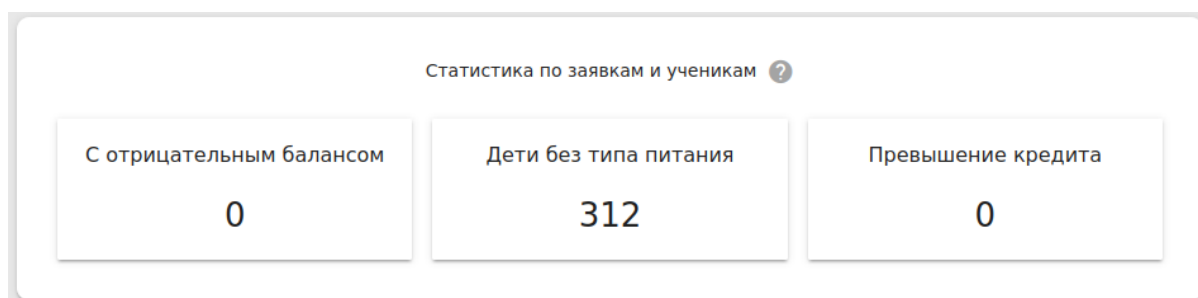 Статистика по заявкам и ученикам ?
С отрицательным балансом
0
Дети без типа питания
312
Превышение кредита
0